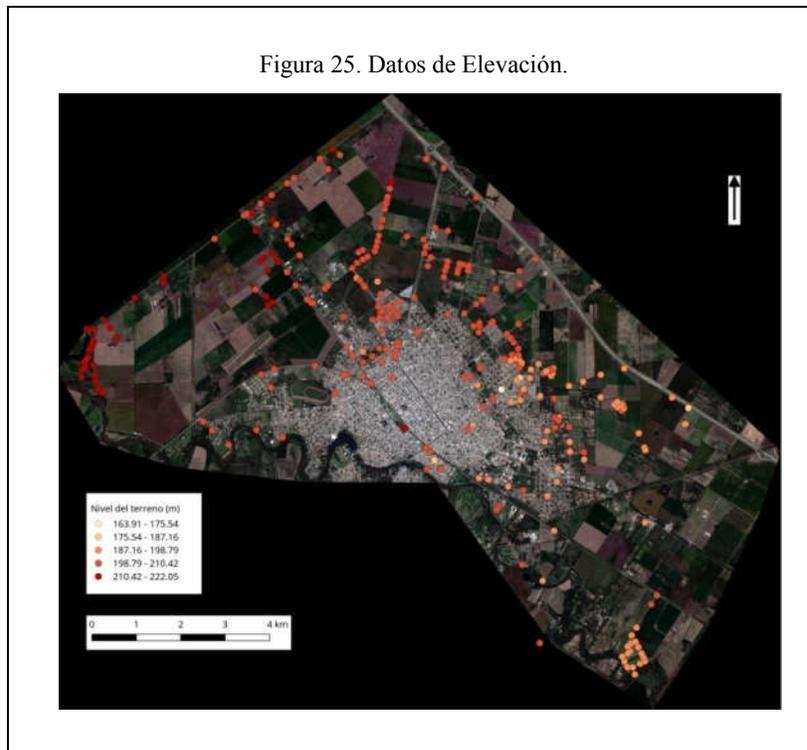 Figura 25. Datos de Elevación.
Nivel del terreno (m)
163.91 - 175.54
175.54 - 187.16
187.16 - 198.79
198.79 - 210.42
210.42 - 222.05
0 1 2 3 4 km